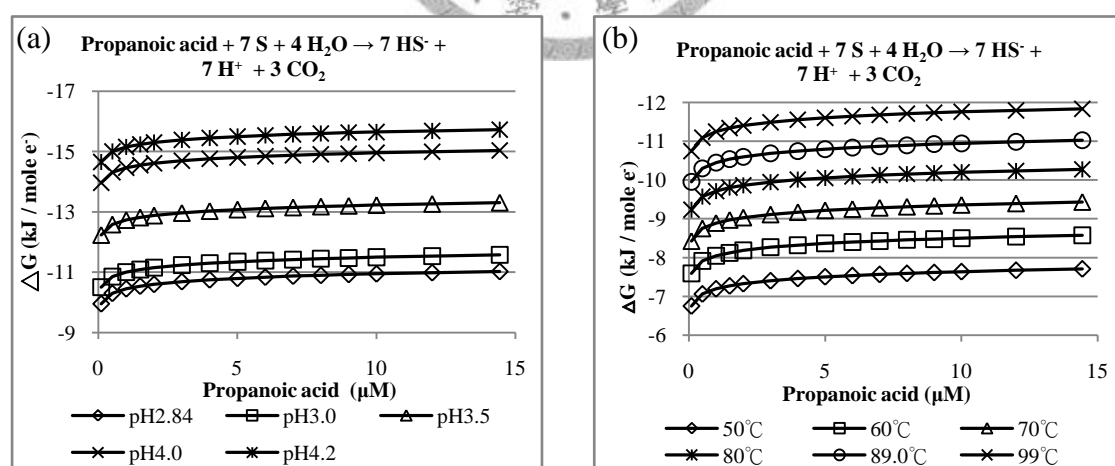 (a)
Propanoic acid + 7 S + 4 H₂O → 7 HS⁻ +
7 H⁺ + 3 CO₂
-17
-15
-13
-11
-9
△G (kJ / mole e⁻)
0 5 10 15
Propanoic acid (μM)
pH2.84 pH3.0 pH3.5
pH4.0 pH4.2
(b)
Propanoic acid + 7 S + 4 H₂O → 7 HS⁻ +
7 H⁺ + 3 CO₂
-12
-11
-10
-9
-8
-7
-6
ΔG (kJ / mole e⁻)
0 5 10 15
Propanoic acid (μM)
50℃ 60℃ 70℃
80℃ 89.0℃ 99℃